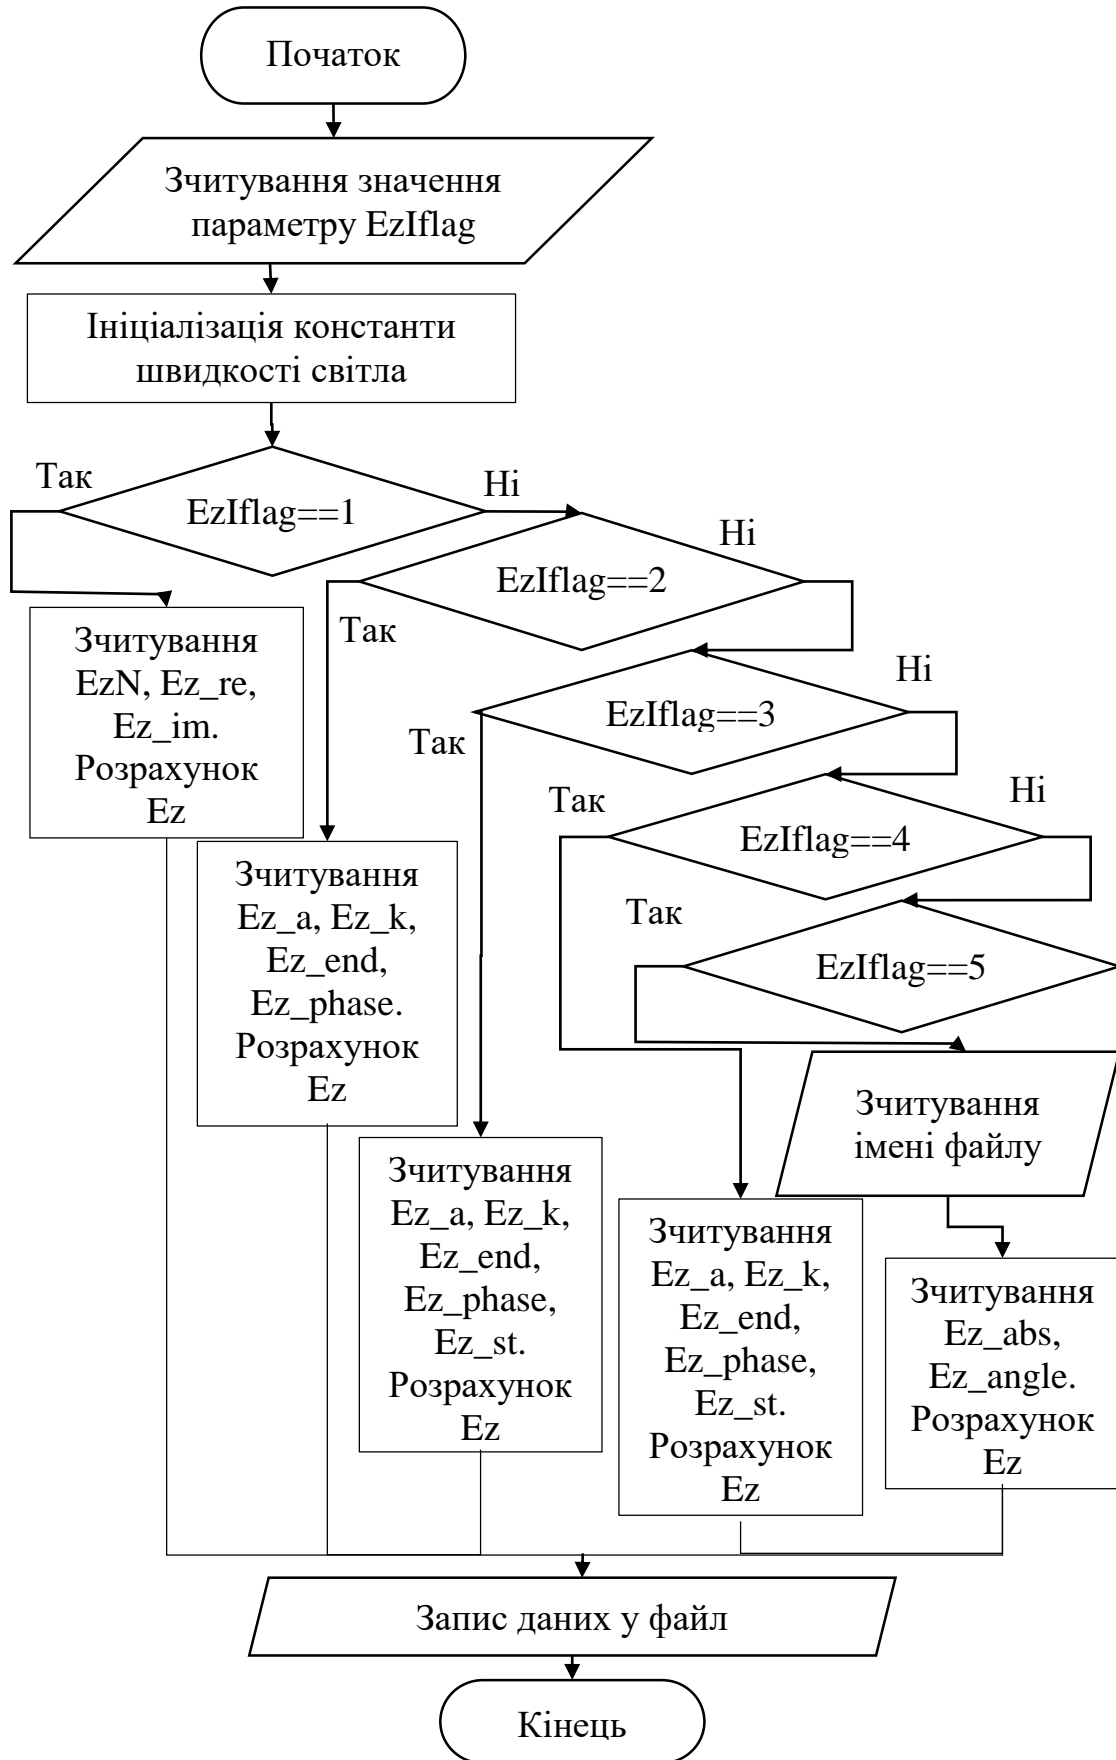 Початок
Зчитування значення
параметру EzIflag
Ініціалізація константи
швидкості світла
Так
EzIflag==1
Ні
EzIflag==2
Ні
Так
Зчитування
EzN, Ez_re,
Ez_im.
Розрахунок
Ez
EzIflag==3
Ні
Так
EzIflag==4
Так
Ні
Зчитування
Ez_a, Ez_k,
Ez_end,
Ez_phase.
Розрахунок
Ez
Так
EzIflag==5
Зчитування
імені файлу
Зчитування
Ez_a, Ez_k,
Ez_end,
Ez_phase,
Ez_st.
Розрахунок
Ez
Зчитування
Ez_a, Ez_k,
Ez_end,
Ez_phase,
Ez_st.
Розрахунок
Ez
Зчитування
Ez_abs,
Ez_angle.
Розрахунок
Ez
Запис даних у файл
Кінець